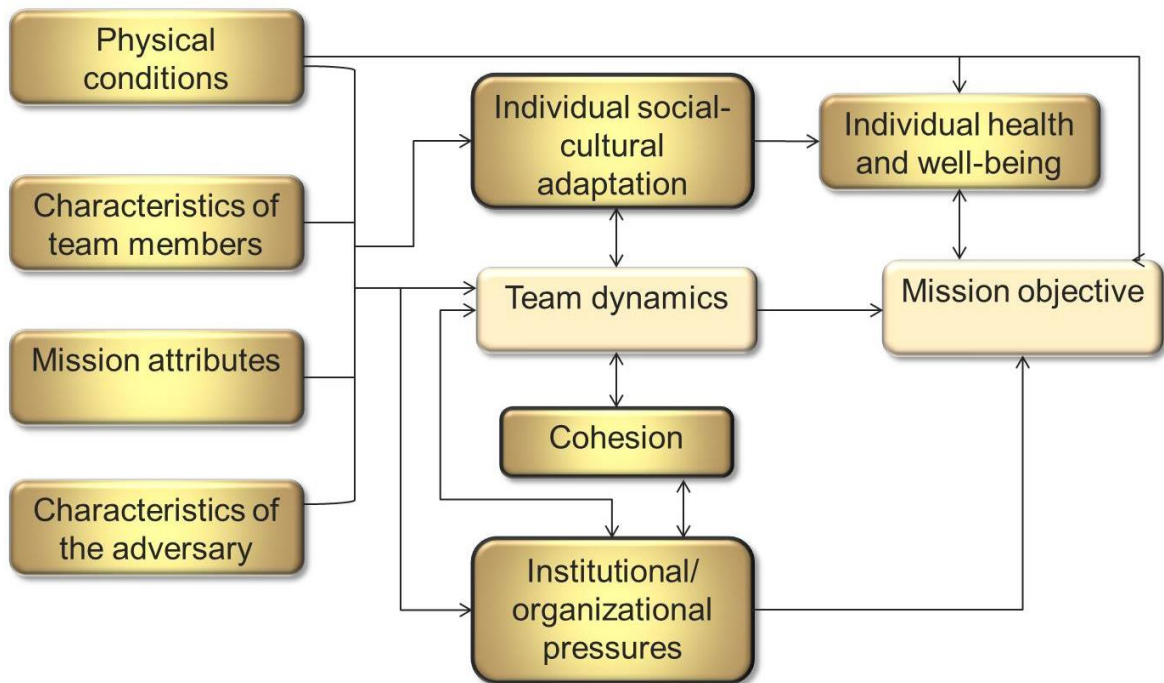 Physical
conditions
Characteristics of
team members
Mission attributes
Characteristics of
the adversary
Individual social-
cultural
adaptation
Team dynamics
Cohesion
Institutional/
organizational
pressures
Individual health
and well-being
Mission objective